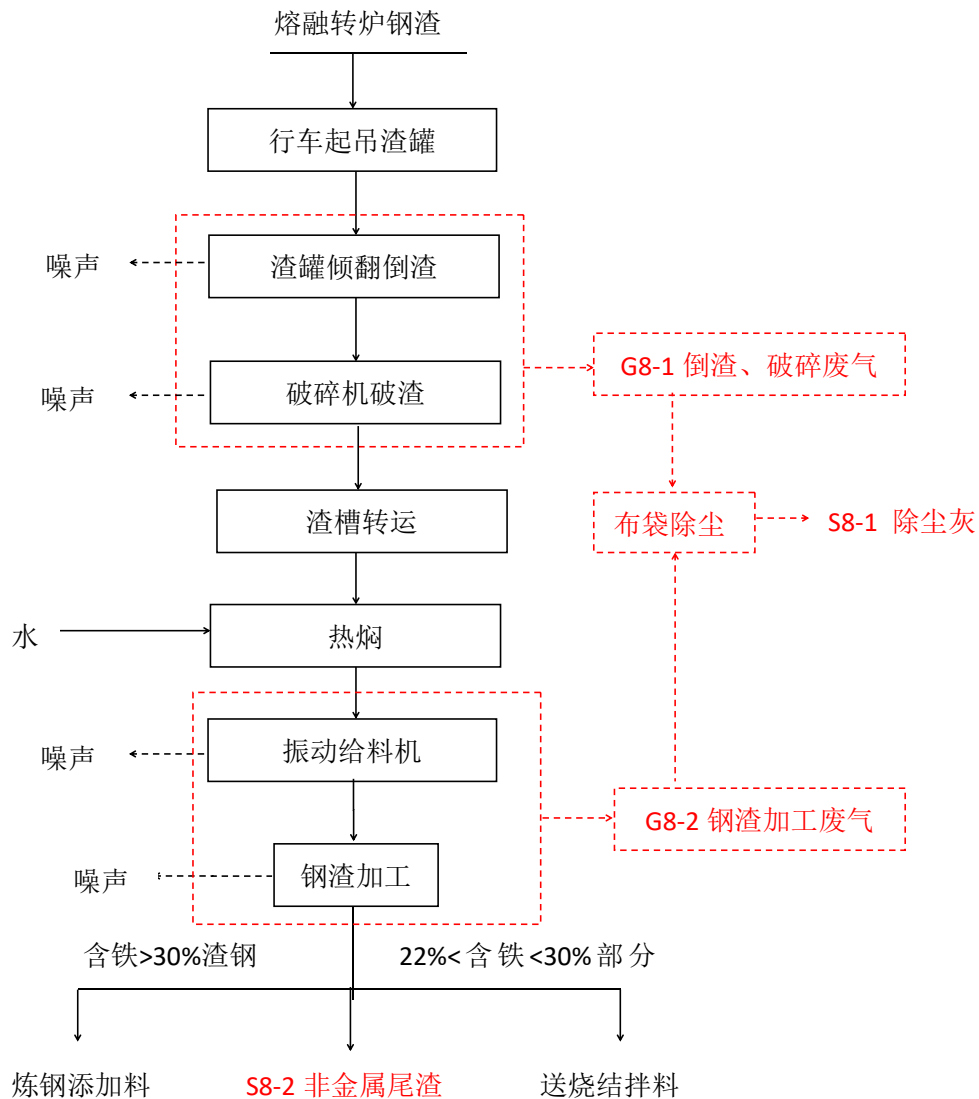 熔融转炉钢渣
行车起吊渣罐
噪声
渣罐倾翻倒渣
G8-1 倒渣、破碎废气
噪声
破碎机破渣
渣槽转运
布袋除尘
S8-1 除尘灰
水
热焖
噪声
振动给料机
G8-2 钢渣加工废气
噪声
钢渣加工
含铁>30%渣钢
22%<含铁<30%部分
炼钢添加料
S8-2 非金属尾渣
送烧结拌料